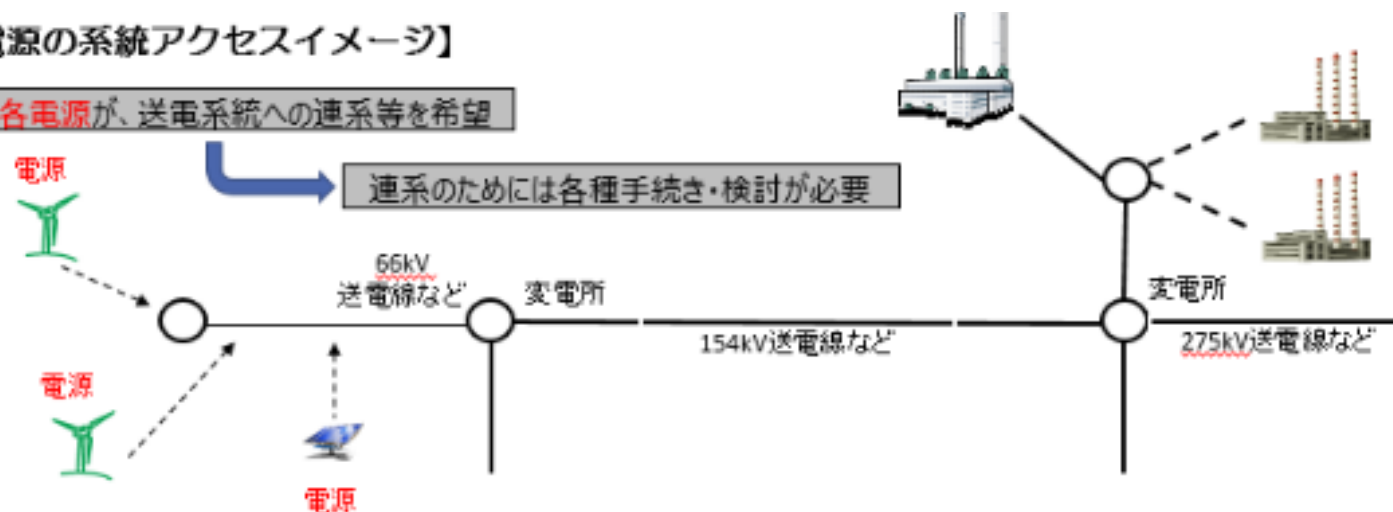 電源の系統アクセスイメージ】
各電源が、送電系統への連系等を希望
電源
連系のためには各種手続き・検討が必要
66kV
送電線など
変電所
変電所
154kV送電線など
275kV送電線など
電源
電源